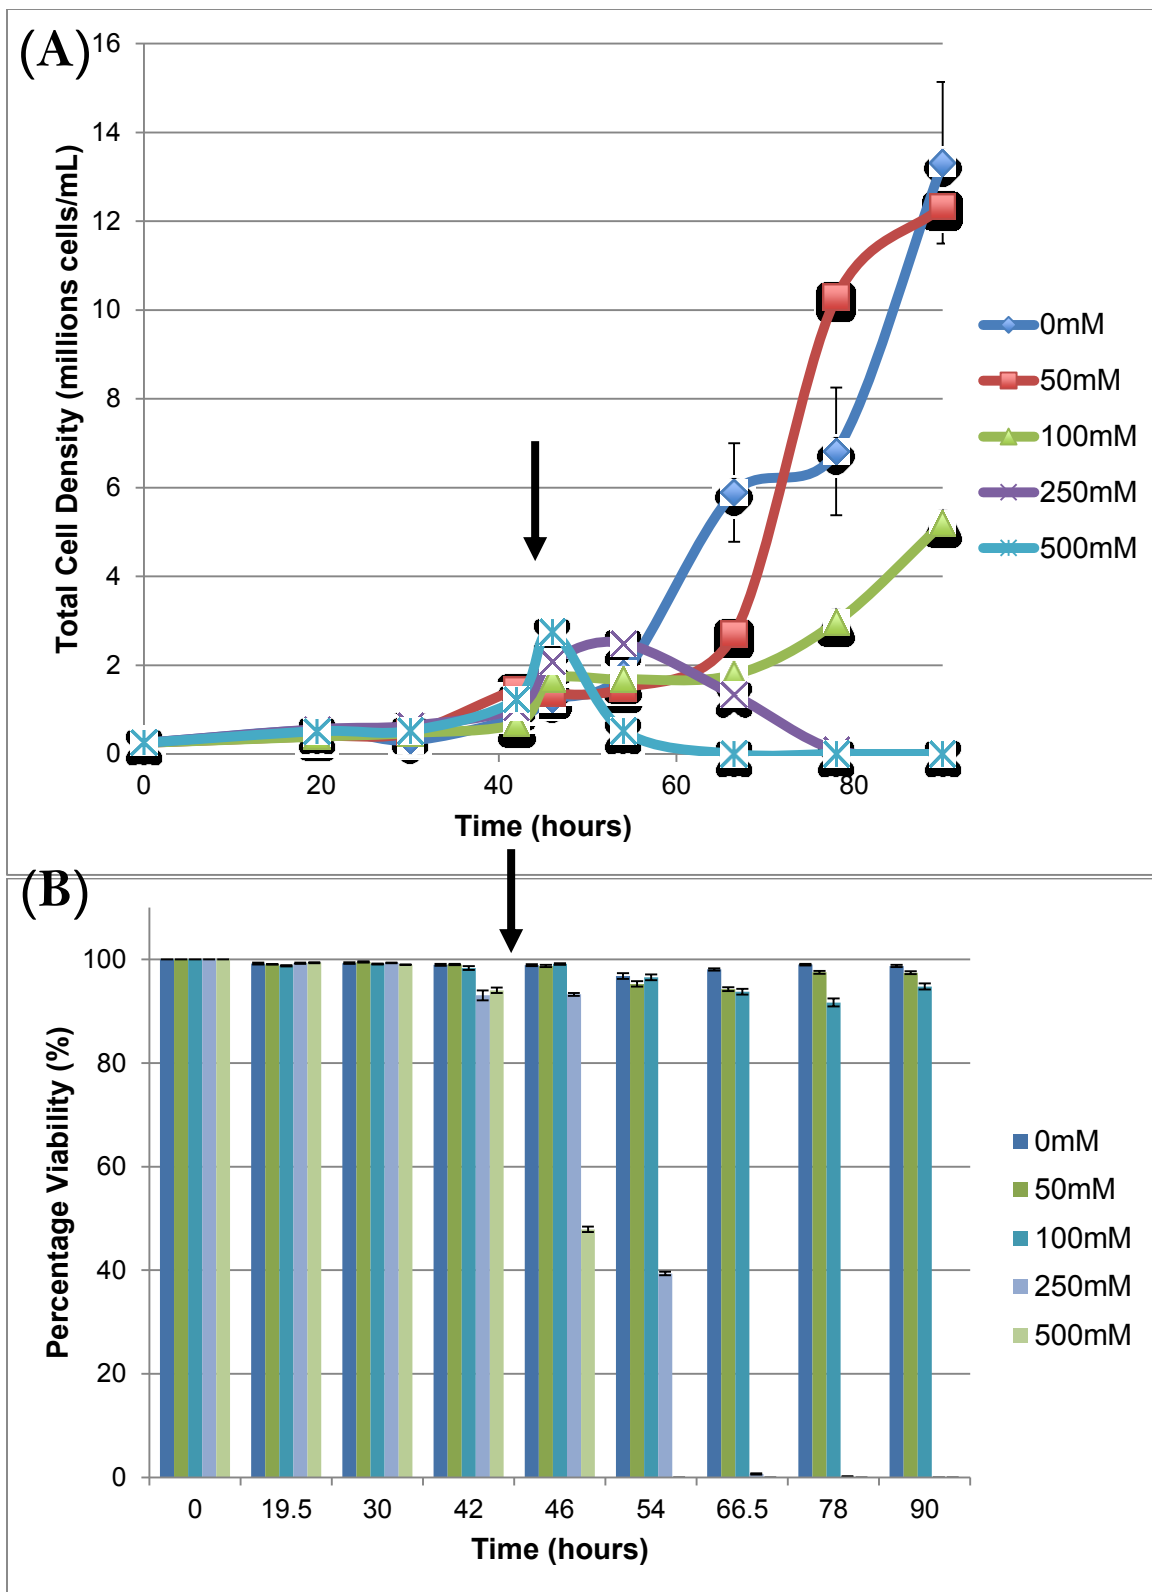 (A)
16
14
12
10
8
6
4
2
0
Total Cell Density (millions cells/mL)
0 20 40 60 80
Time (hours)
0mM
50mM
100mM
250mM
500mM
(B)
100
80
60
40
20
0
Percentage Viability (%)
0 19.5 30 42 46 54 66.5 78 90
Time (hours)
0mM
50mM
100mM
250mM
500mM